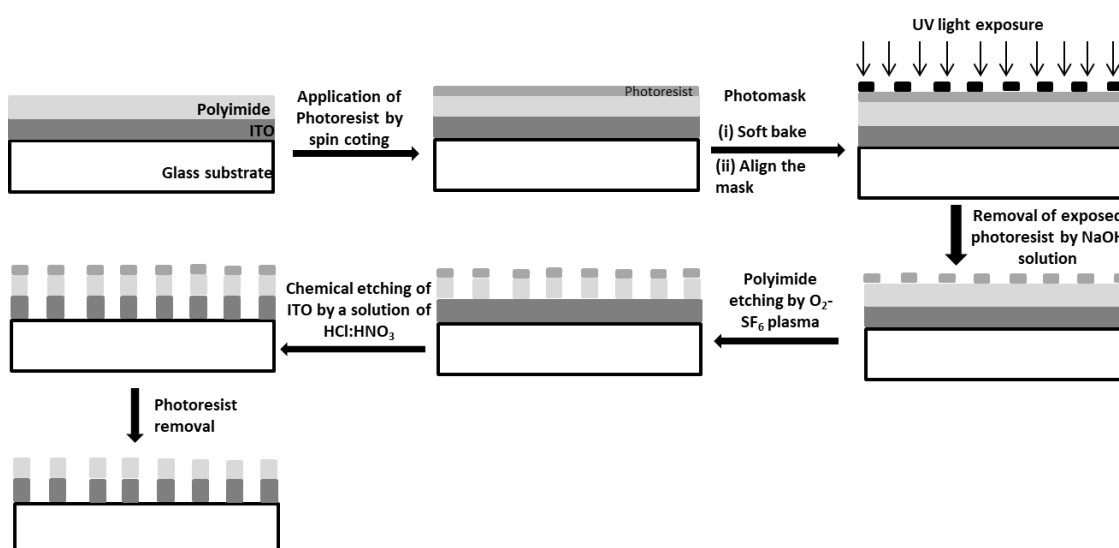 Polyimide
ITO
Glass substrate
Application of
Photoresist by
spin coting
Photoresist
Photomask
(i) Soft bake
(ii) Align the
mask
UV light exposure
Removal of exposed
photoresist by NaOH
solution
Polyimide
etching by O₂-
SF₆ plasma
Chemical etching of
ITO by a solution of
HCl:HNO₃
Photoresist
removal